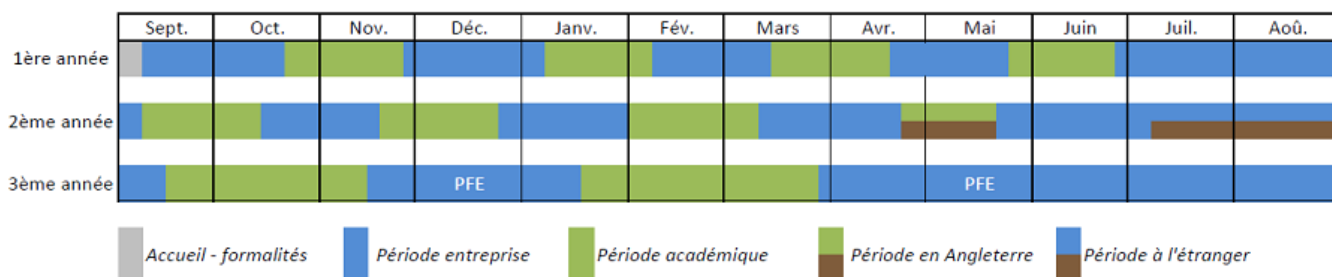 Sept. Oct. Nov. Déc. Janv. Fév. Mars Avr. Mai Juin Juil. Aoû.
1ère année
2ème année
3ème année PFE PFE
Accueil - formalités Période entreprise Période académique Période en Angleterre Période à l'étranger